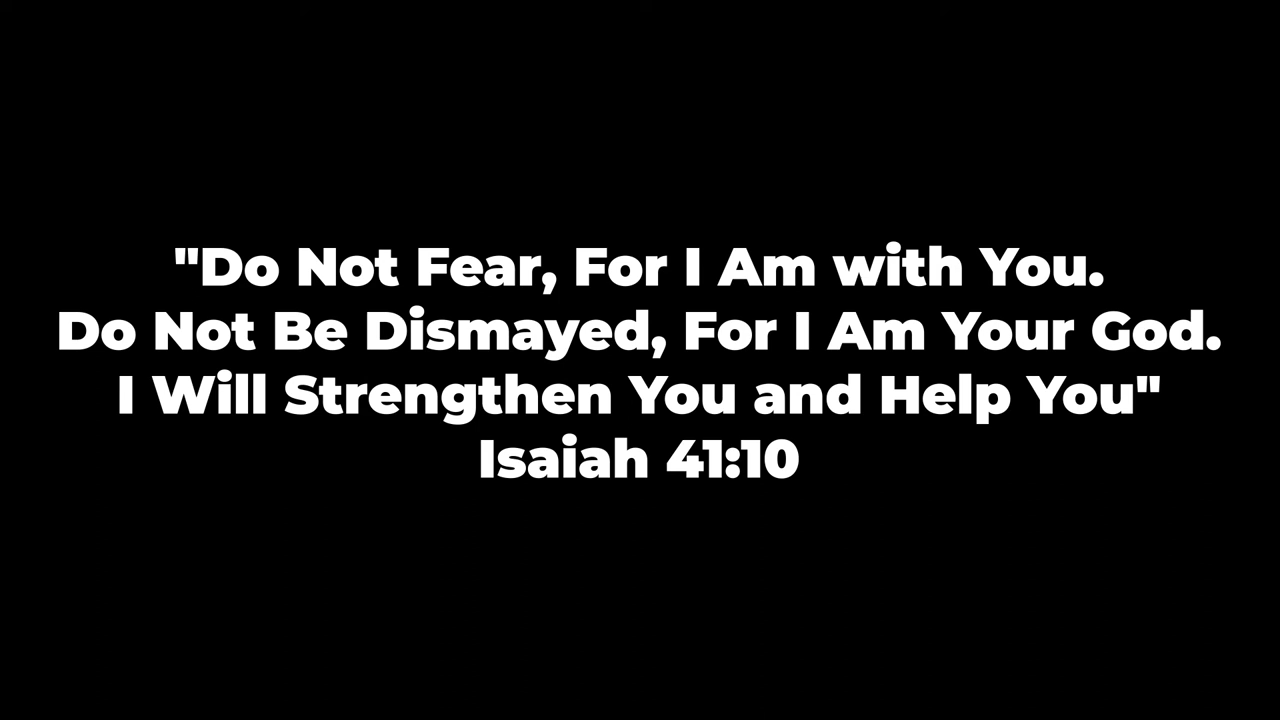 "Do Not Fear, For I Am with You.
Do Not Be Dismayed, For I Am Your God.
I Will Strengthen You and Help You"
Isaiah 41:10